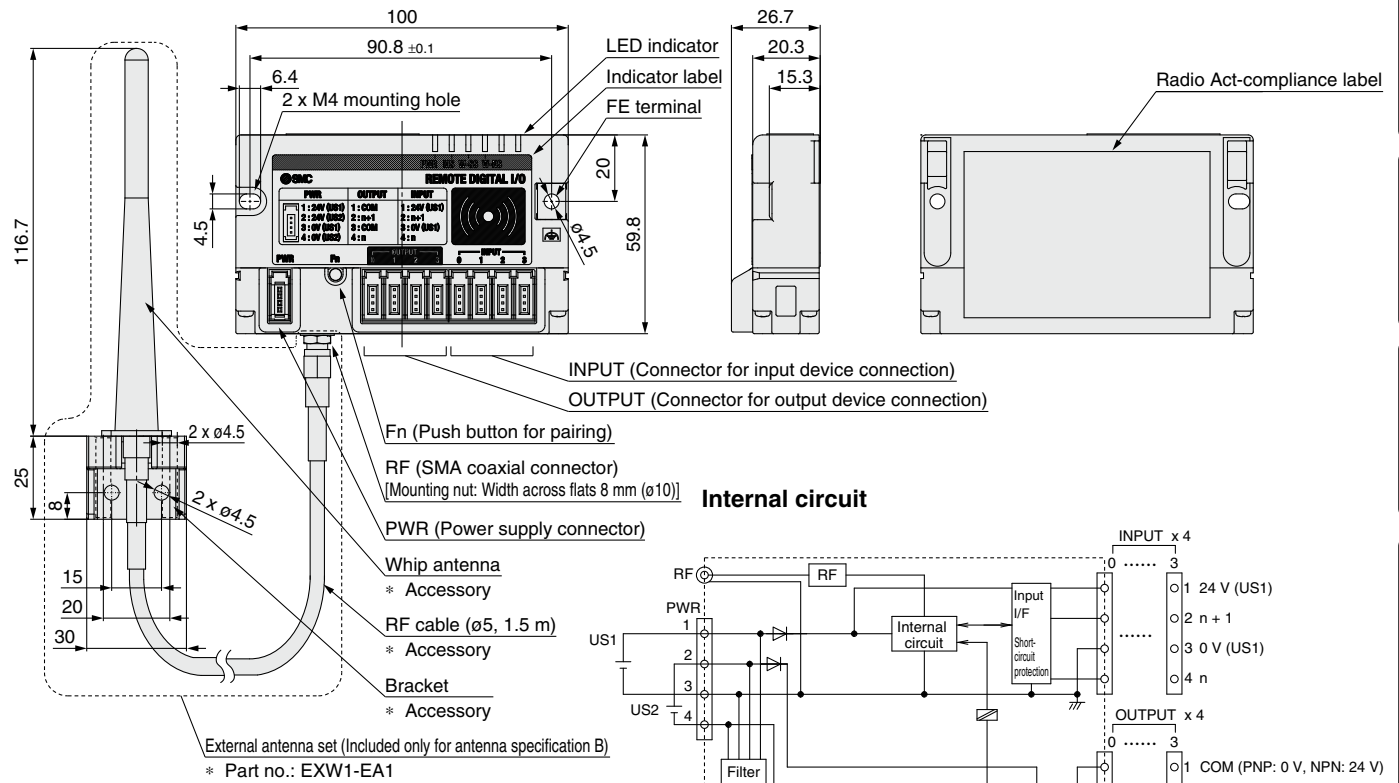 100
90.8 ±0.1
6.4
2 x M4 mounting hole
LED indicator
Indicator label
FE terminal
26.7
20.3
15.3
Radio Act-compliance label
116.7
4.5
20
59.8
ø4.5
SMC
REMOTE DIGITAL I/O
PWR OUTPUT INPUT
1 : 24V (US1) 1 : COM 1 : 24V (US1)
2 : 24V (US2) 2 : n+1 2 : n+1
3 : 0V (US1) 3 : COM 3 : 0V (US1)
4 : 0V (US2) 4 : n 4 : n
PWR Fn OUTPUT INPUT
1 2 0 1 2 3
INPUT (Connector for input device connection)
OUTPUT (Connector for output device connection)
Fn (Push button for pairing)
RF (SMA coaxial connector)
[Mounting nut: Width across flats 8 mm (ø10)]
PWR (Power supply connector)
Whip antenna
* Accessory
RF cable (ø5, 1.5 m)
* Accessory
Bracket
* Accessory
2 x ø4.5
2 x ø4.5
25
8
15
20
30
External antenna set (Included only for antenna specification B)
* Part no.: EXW1-EA1
Internal circuit
INPUT x 4
0 ...... 3
RF
RF
PWR
US1
US2
1
2
3
4
Internal
circuit
Input
I/F
Short-
circuit
protection
......
1 24 V (US1)
2 n + 1
3 0 V (US1)
4 n
Filter
OUTPUT x 4
0 ...... 3
1 COM (PNP: 0 V, NPN: 24 V)